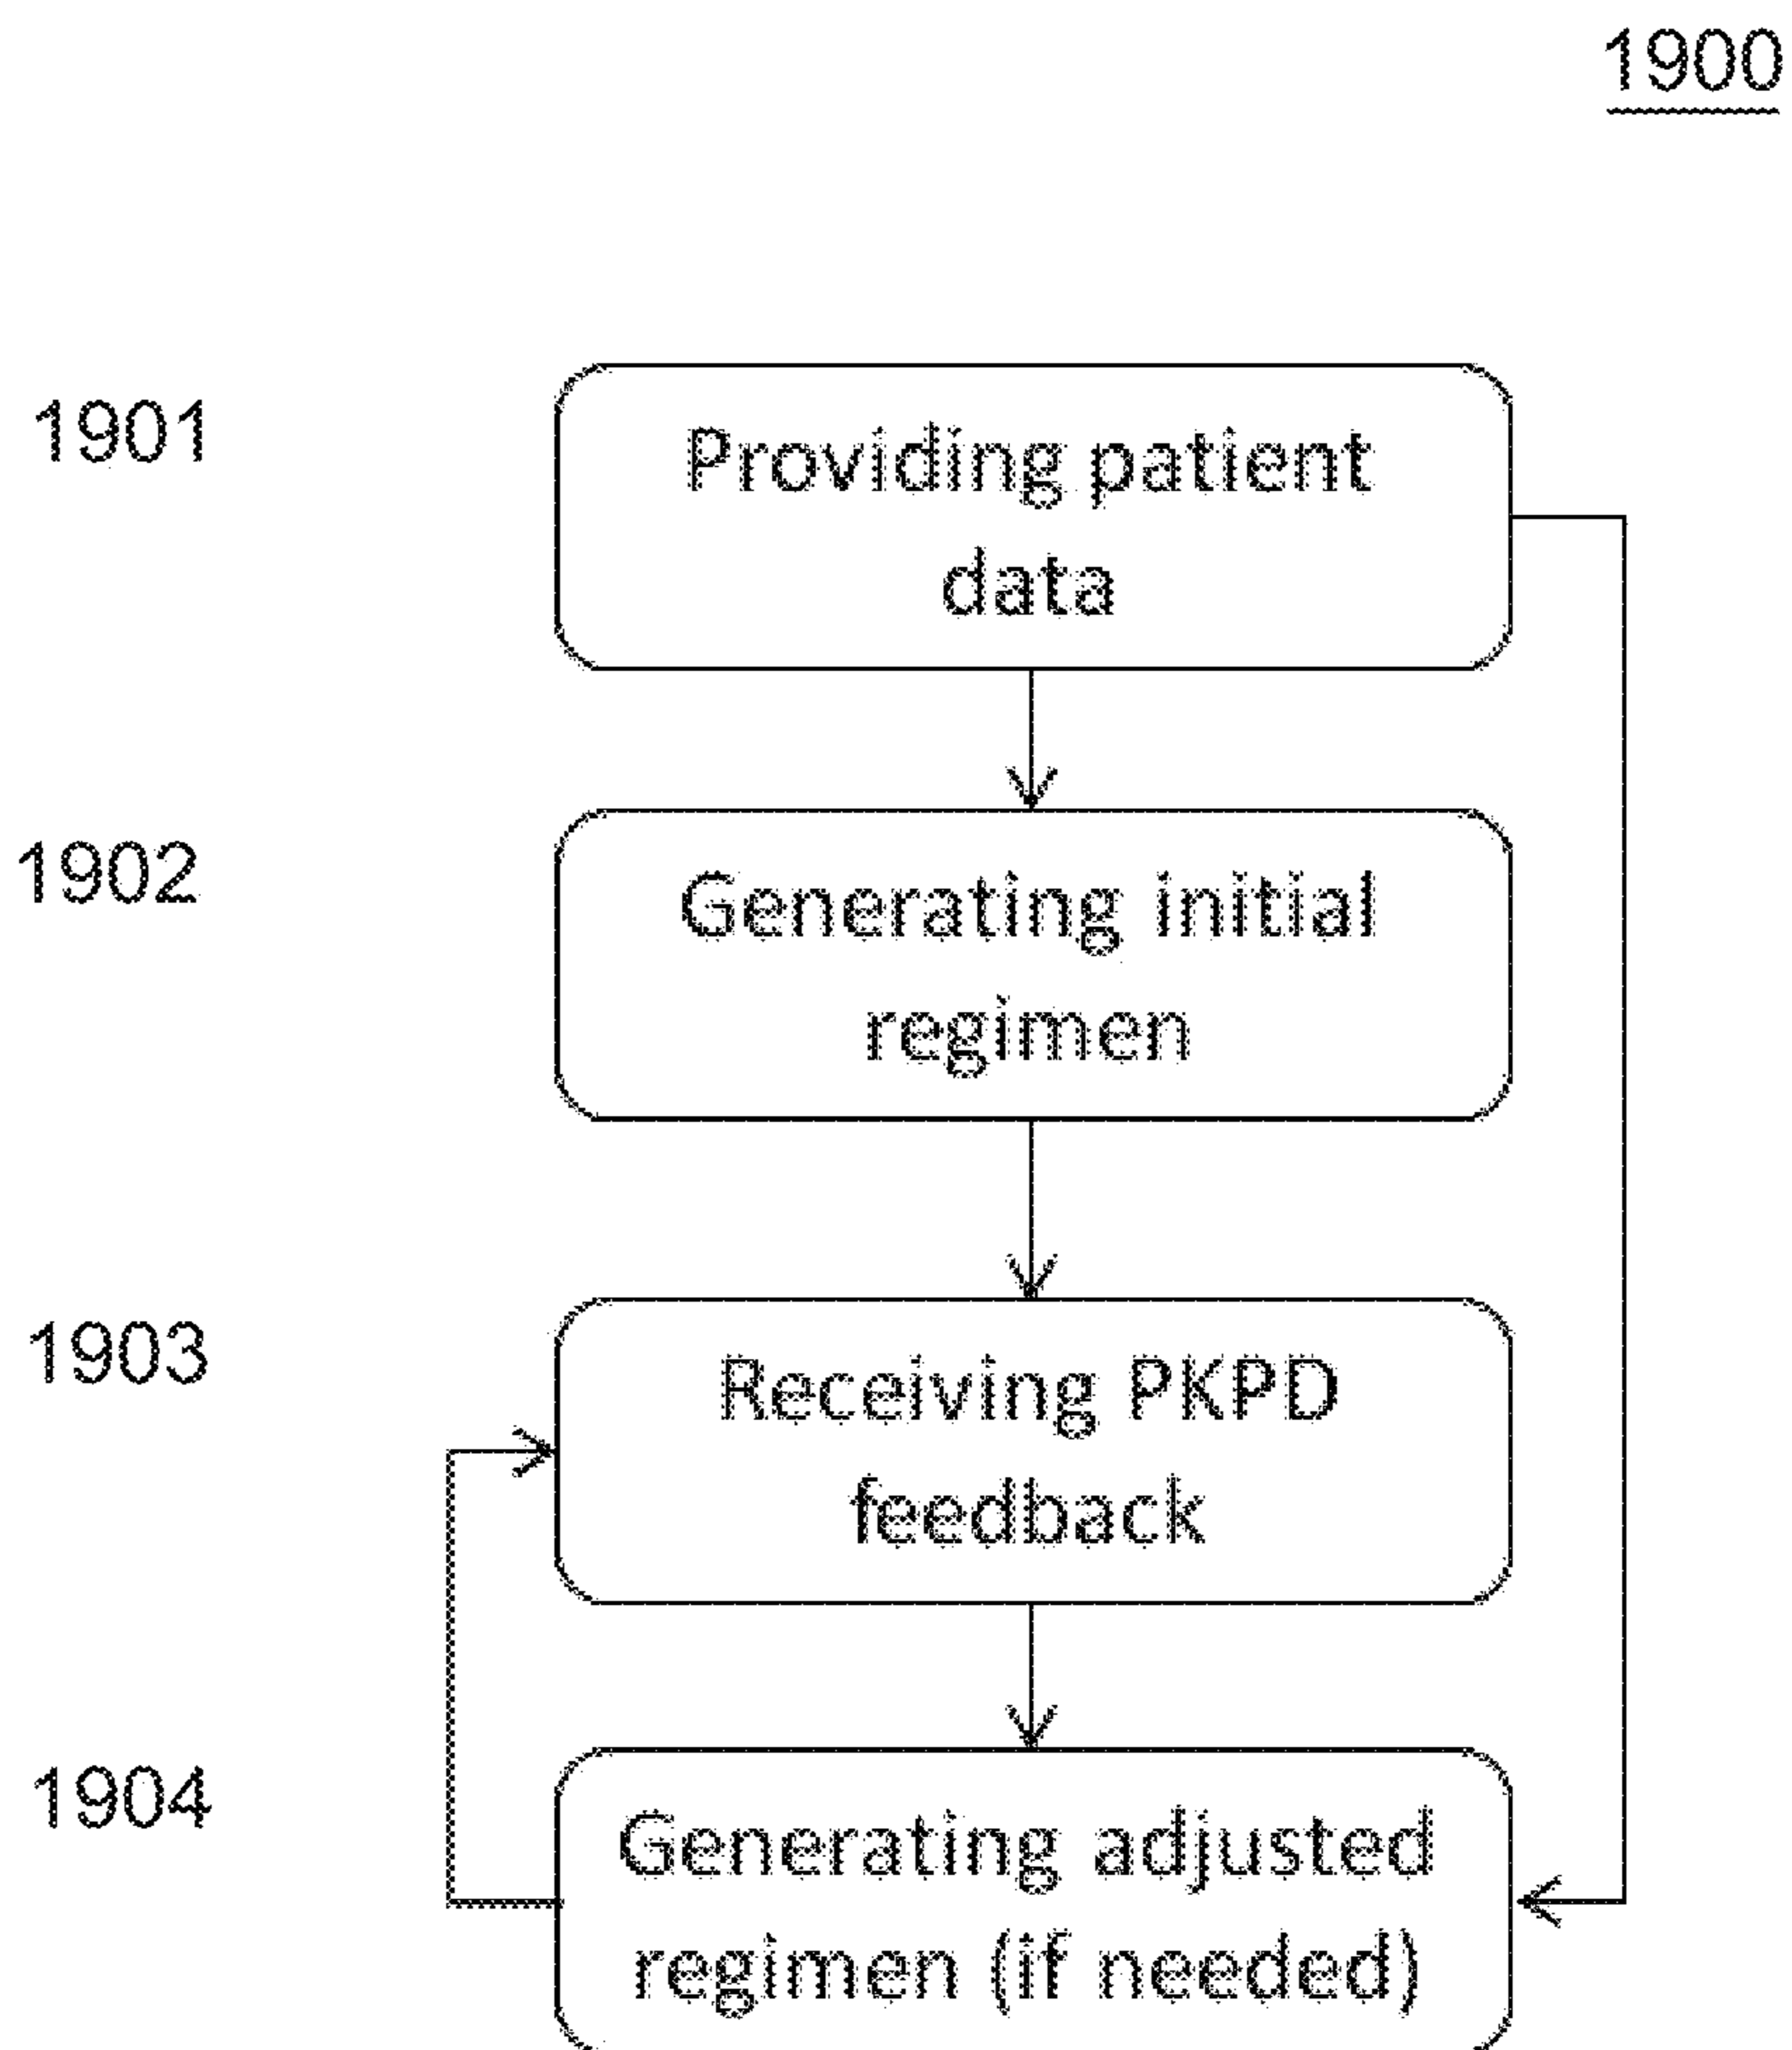 1900
1901
Providing patient
data
1902
Generating initial
regimen
1903
Receiving PKPD
feedback
1904
Generating adjusted
regimen (if needed)